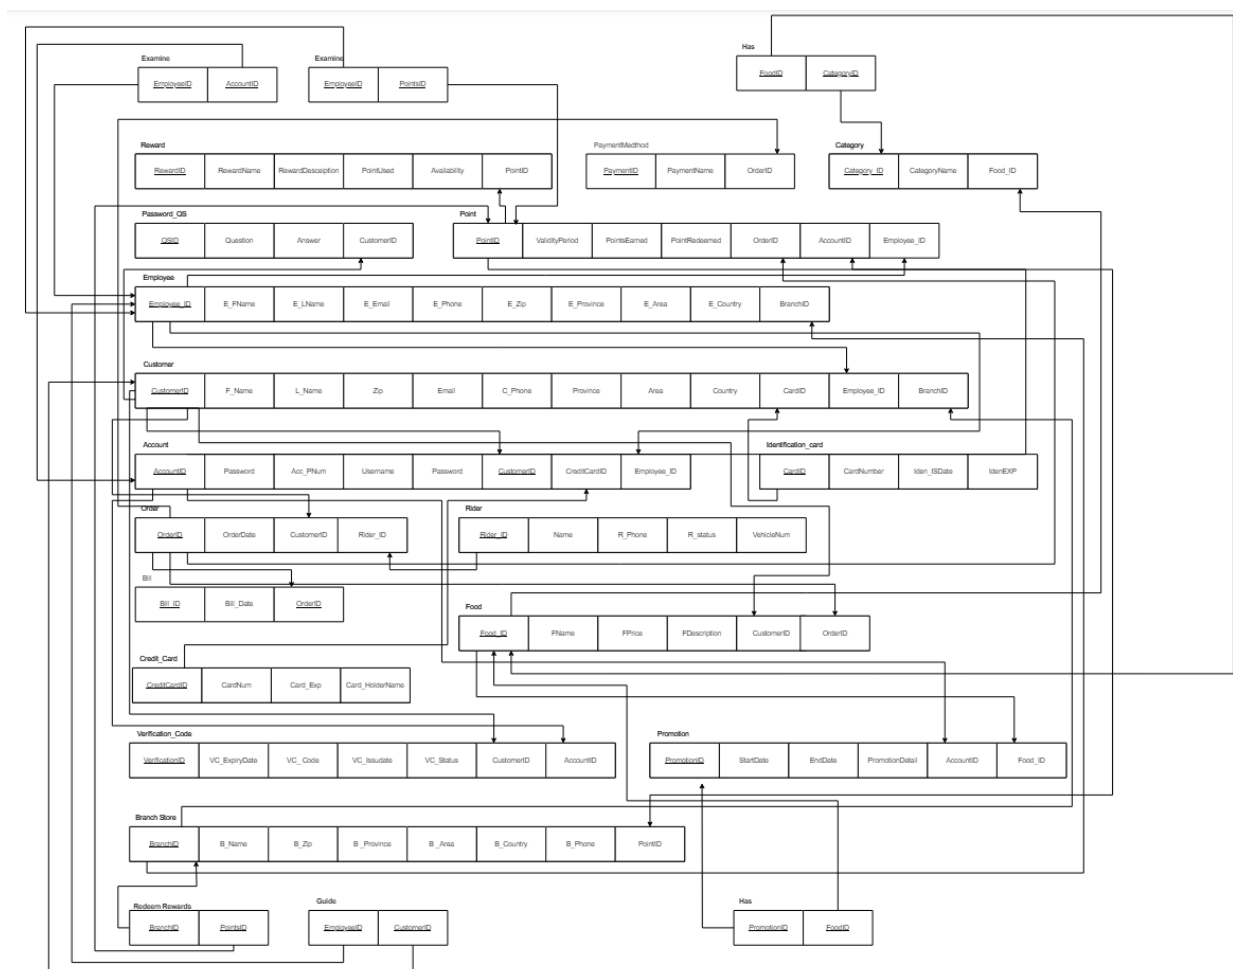 Has
Examine Examine
EmployeeID AccountID EmployeeID PointsID FoodID CategoryID
Reward PaymentMedthod Category
RewardID RewardName RewardDesceiption PointUsed Availability PointID PaymentID PaymentName OrderID Category_ID CategoryName Food_ID
Password_QS Point
QSID Question Answer CustomerID PointID ValidityPeriod PointsEarned PointRedeemed OrderID AccountID Employee_ID
Employee
Employee_ID E_FName E_LName E_Email E_Phone E_Zip E_Province E_Area E_Country BranchID
Customer
CustomerID F_Name L_Name Zip Email C_Phone Province Area Country CardID Employee_ID BranchID
Account Identification_card
AccountID Password Acc_PNum Username Password CustomerID CreditCardID Employee_ID CardID CardNumber Iden_ISDate IdenEXP
Order Rider
OrderID OrderDate CustomerID Rider_ID Rider_ID Name R_Phone R_status VehicleNum
Bill
Bill_ID Bill_Date OrderID
Food
Food_ID FName FPrice FDescription CustomerID OrderID
Credit_Card
CreditCardID CardNum Card_Exp Card_HolderName
Verification_Code Promotion
VerificationID VC_ExpiryDate VC_ Code VC_Issudate VC_Status CustomerID AccountID PromotionID StartDate EndDate PromotionDetail AccountID Food_ID
Branch Store
BranchID B_Name B_Zip B _Province B _Area B_Country B_Phone PointID
Redeem Rewards Guide Has
BranchID PointsID EmployeeID CustomerID PromotionID FoodID